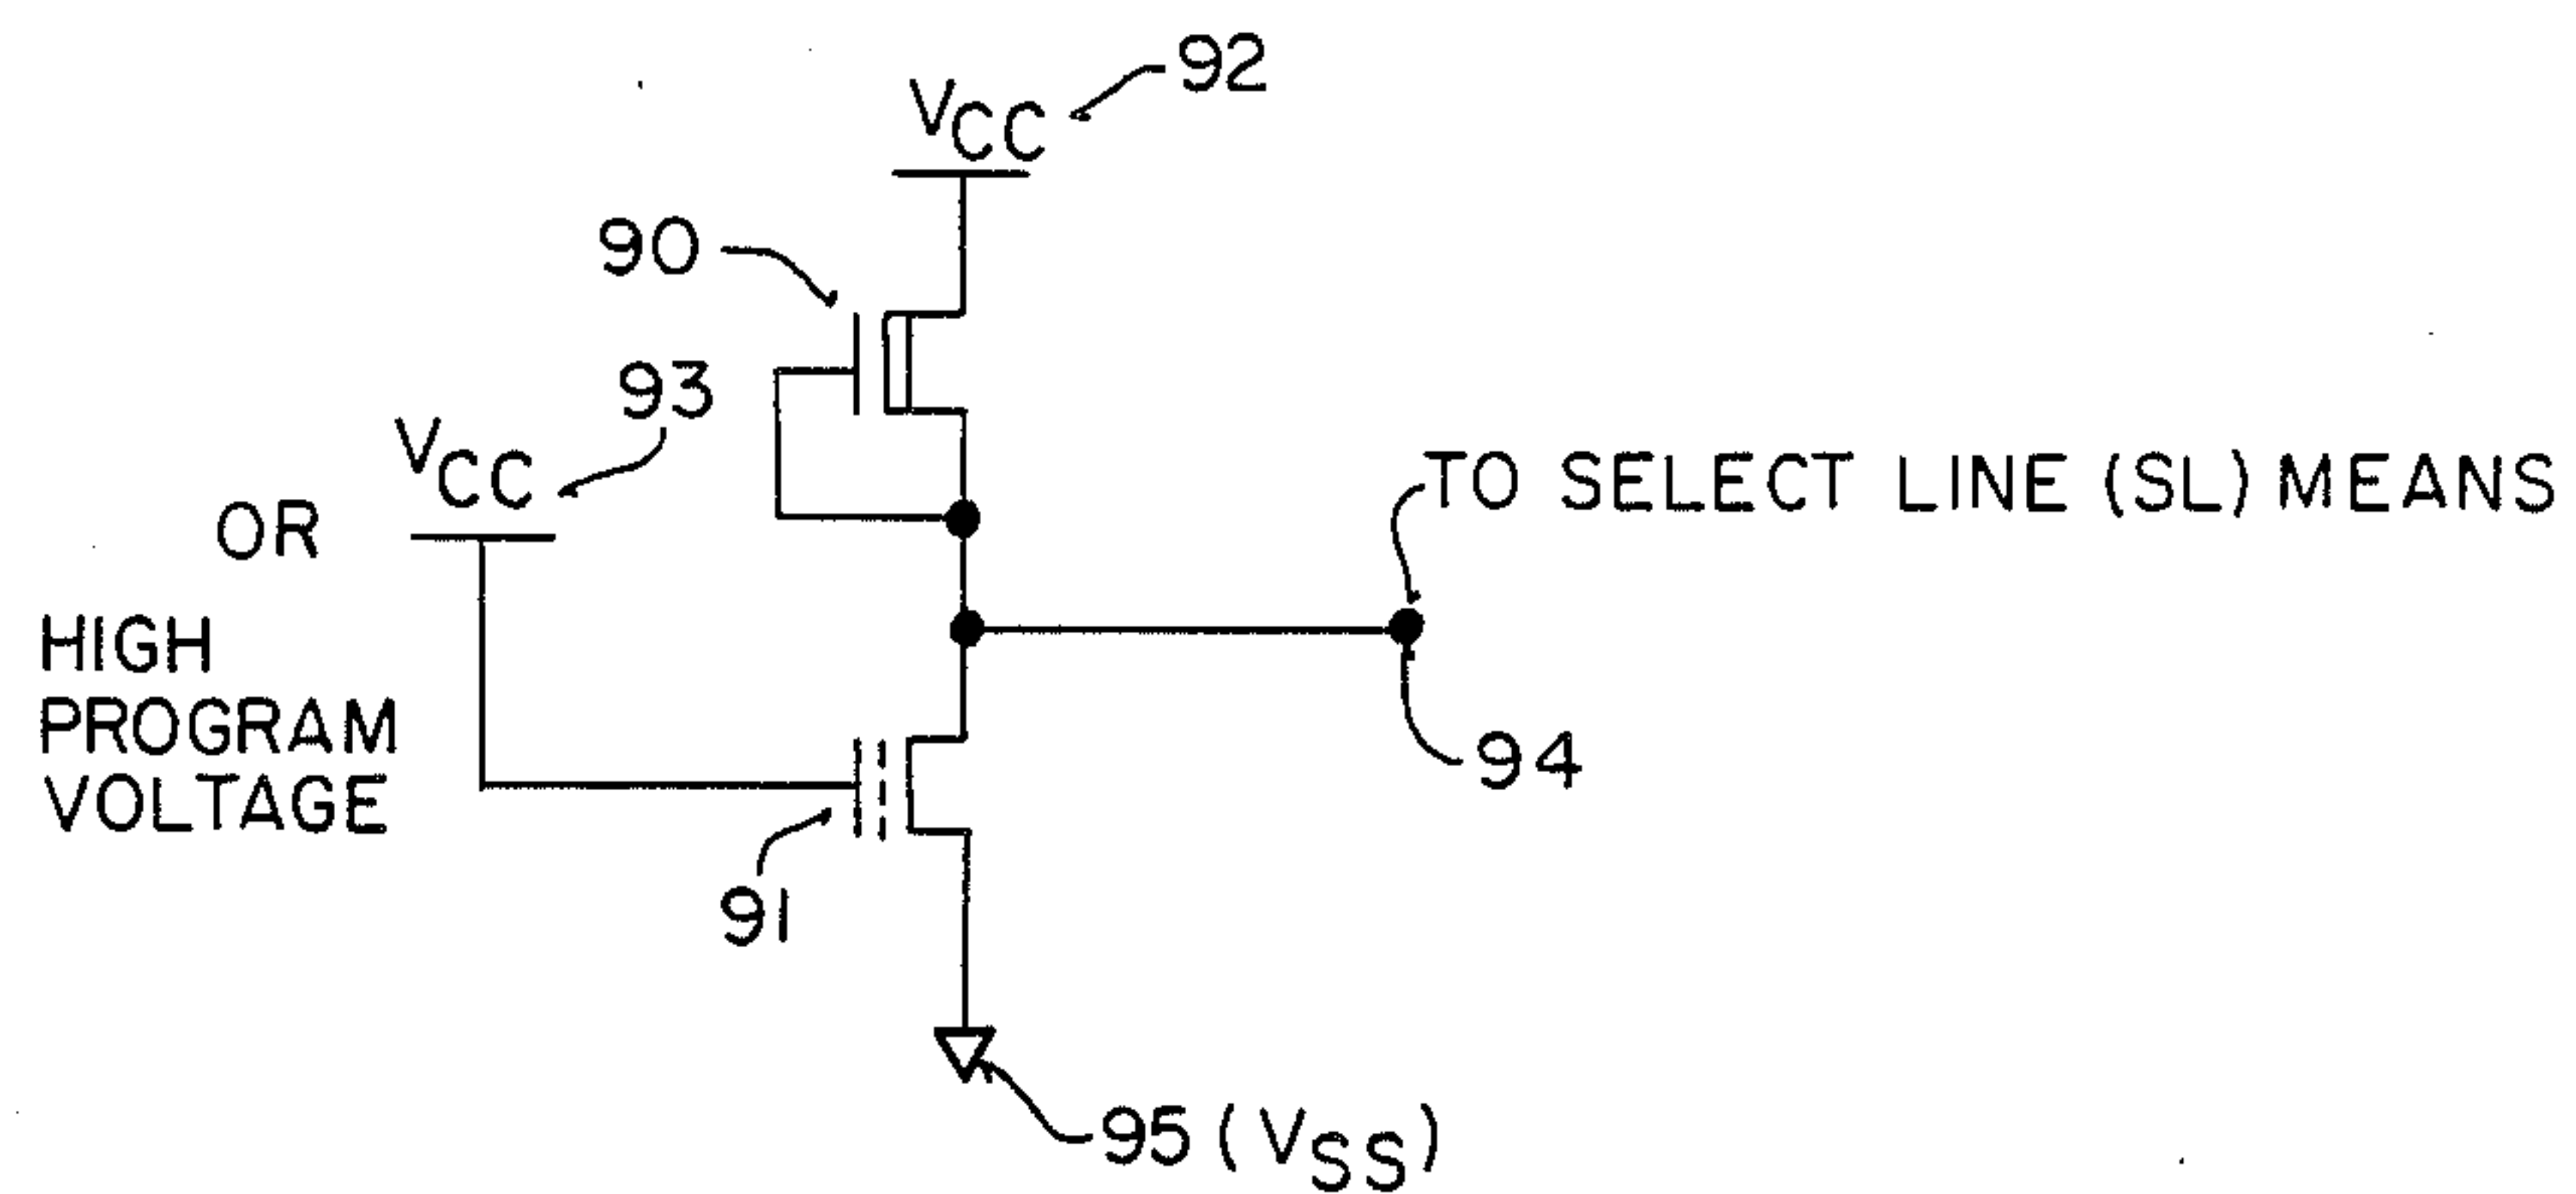 VCC 92
90
93
VCC
OR
HIGH
PROGRAM
VOLTAGE
TO SELECT LINE (SL) MEANS
94
91
95 (VSS)